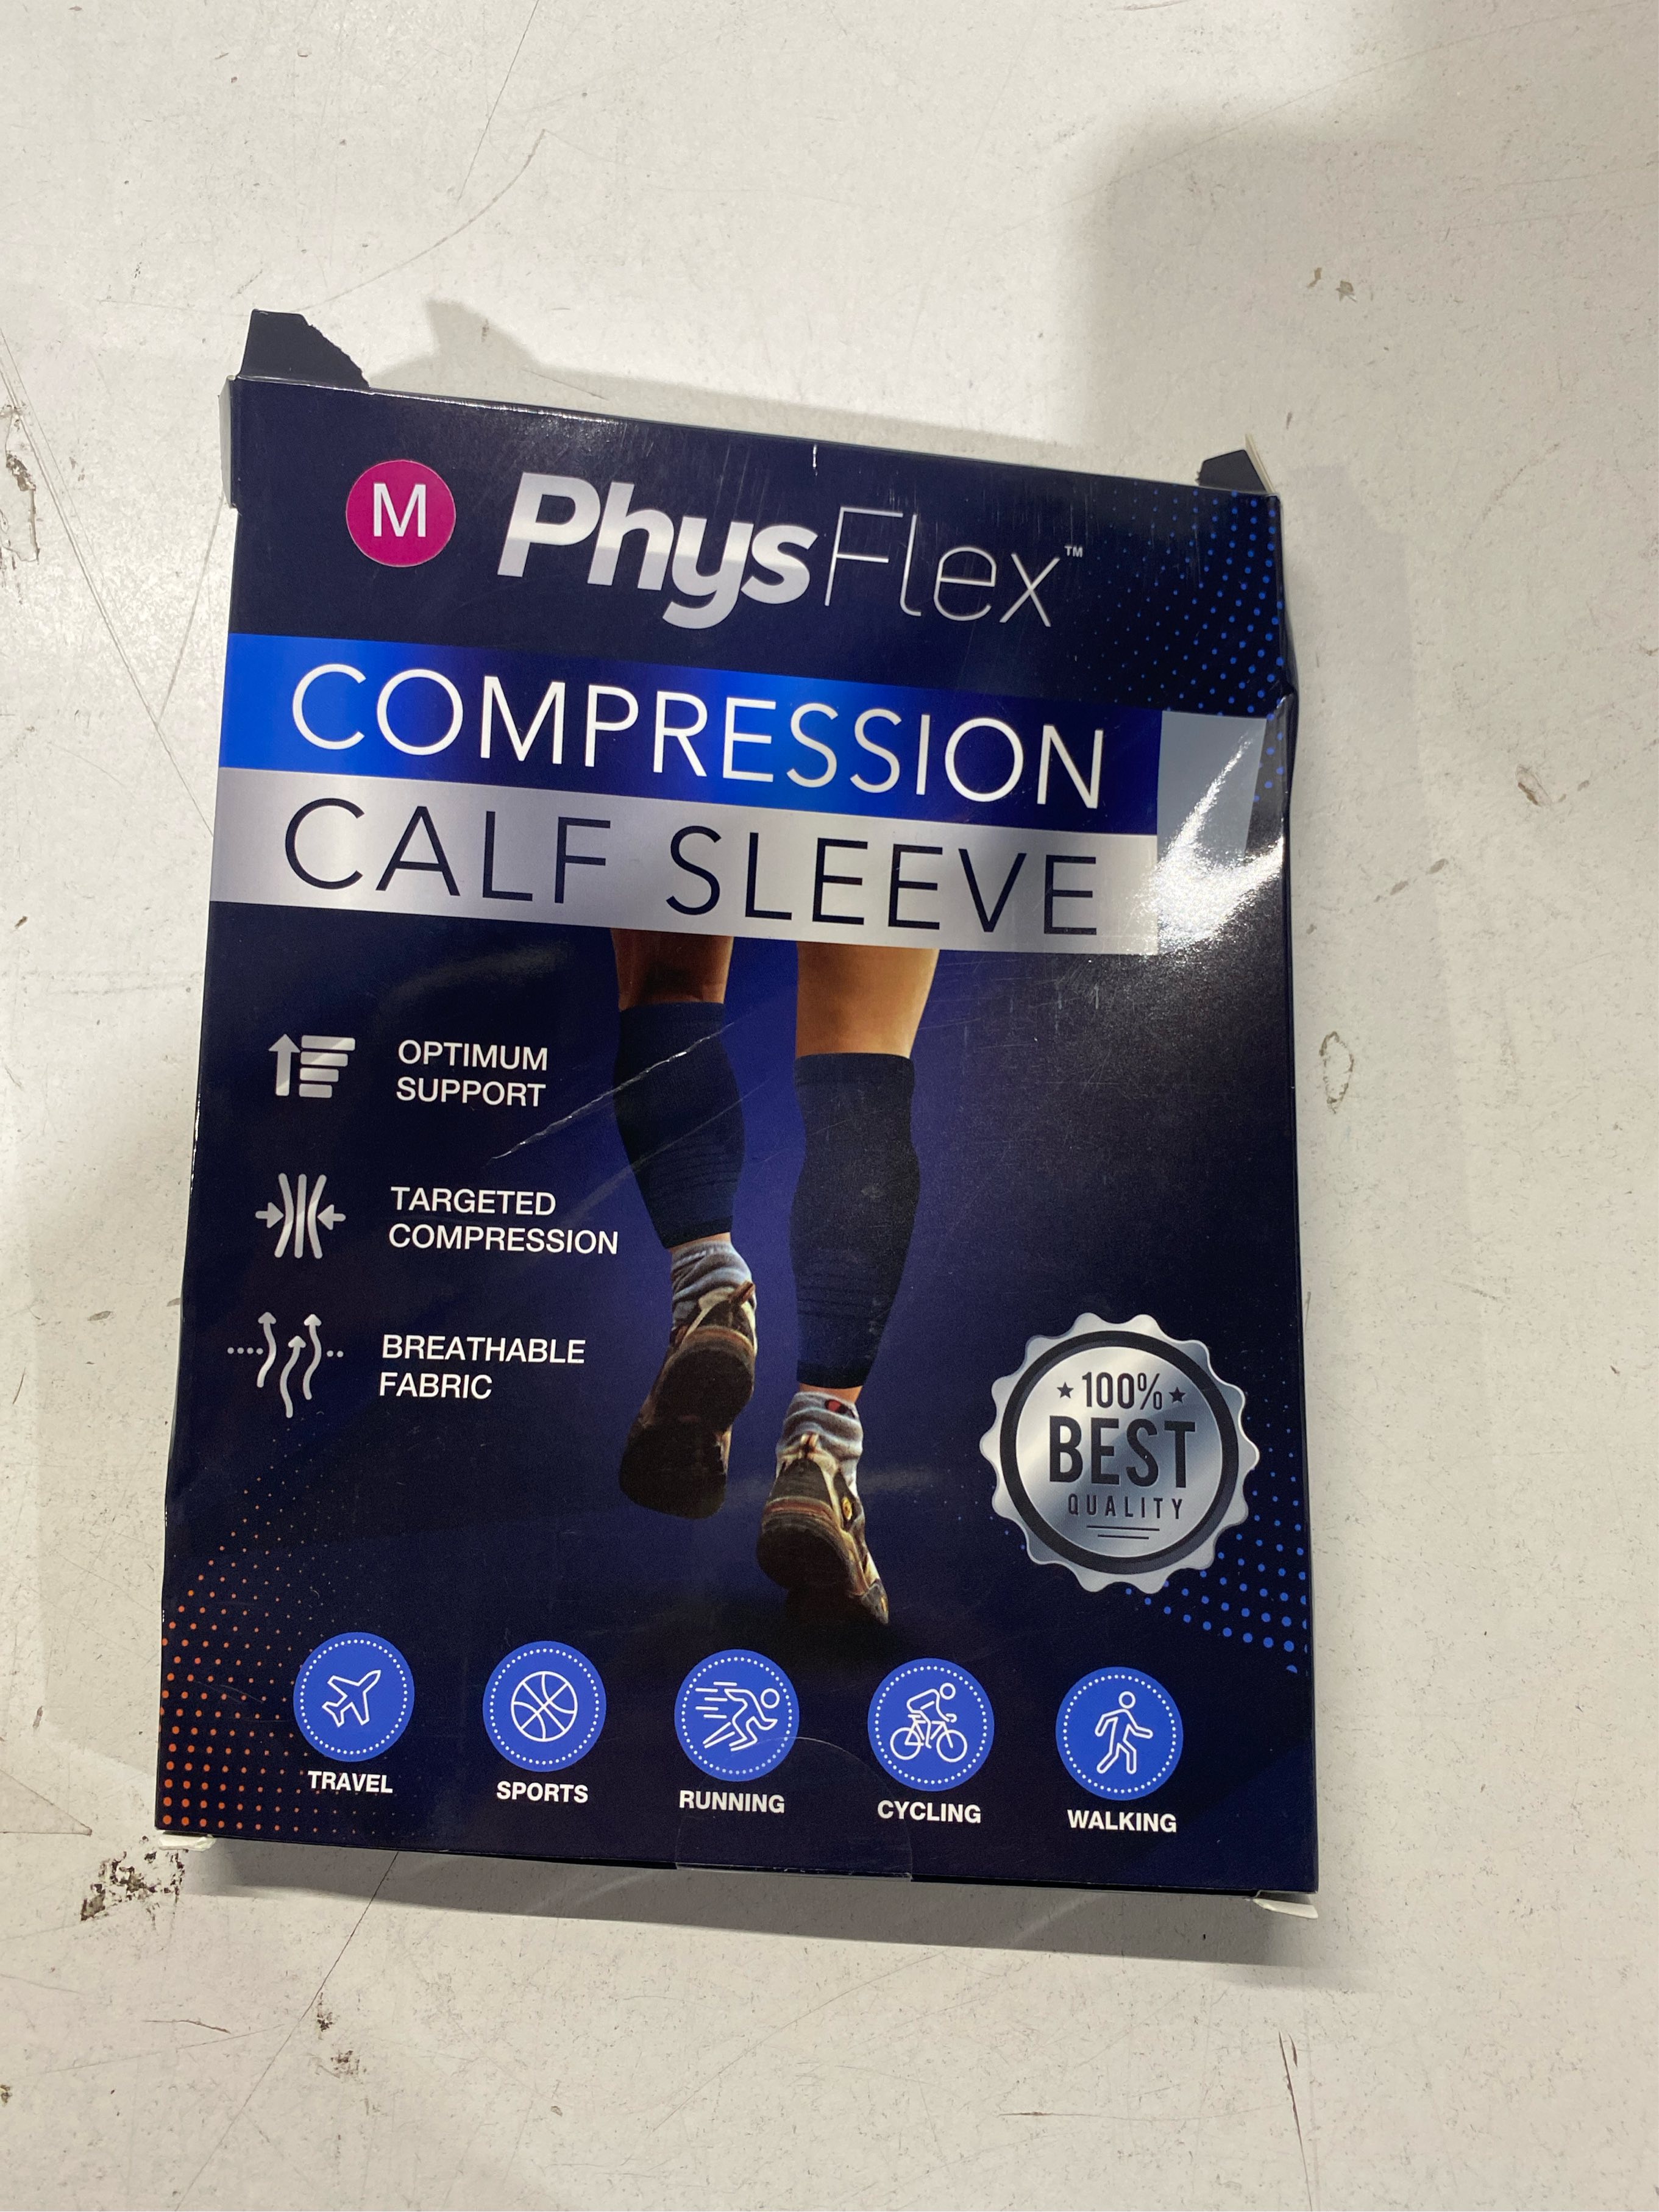 M
PhysFlex™
COMPRESSION
CALF SLEEVE
OPTIMUM
SUPPORT
TARGETED
COMPRESSION
BREATHABLE
FABRIC
100%
BEST
QUALITY
TRAVEL
SPORTS
RUNNING
CYCLING
WALKING